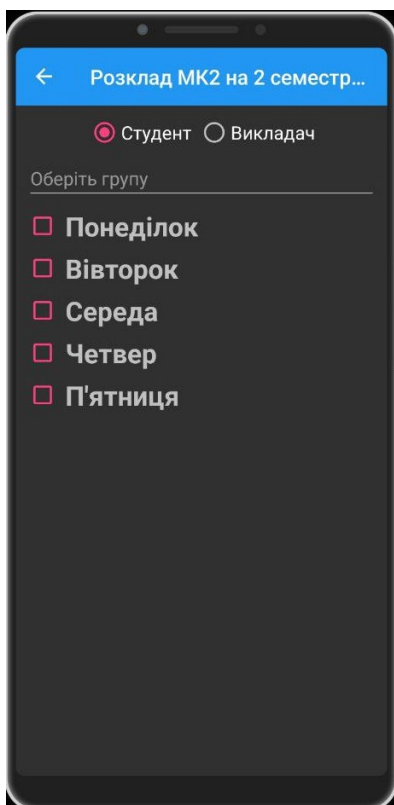 Розклад МК2 на 2 семестр...
Студент Викладач
Оберіть групу
Понеділок
Вівторок
Середа
Четвер
П'ятниця